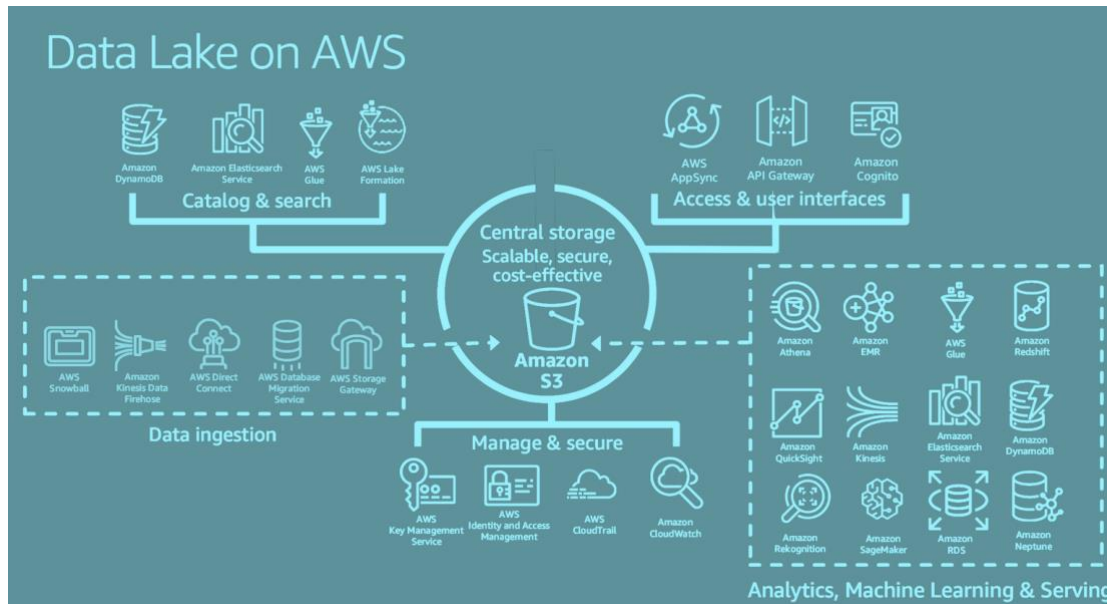 Data Lake on AWS
Amazon
DynamoDB
Amazon Elasticsearch
Service
AWS
Glue
AWS Lake
Formation
Catalog & search
AWS
AppSync
Amazon
API Gateway
Amazon
Cognito
Access & user interfaces
Central storage
Scalable, secure,
cost-effective
Amazon
S3
AWS
Snowball
Amazon
Kinesis Data
Firehose
AWS Direct
Connect
AWS Database
Migration
Service
AWS Storage
Gateway
Data ingestion
Manage & secure
AWS
Key Management
Service
AWS
Identity and Access
Management
AWS
CloudTrail
Amazon
CloudWatch
Amazon
Athena
Amazon
EMR
AWS
Glue
Amazon
Redshift
Amazon
QuickSight
Amazon
Kinesis
Amazon
Elasticsearch
Service
Amazon
DynamoDB
Amazon
Rekognition
Amazon
SageMaker
Amazon
RDS
Amazon
Neptune
Analytics, Machine Learning & Serving